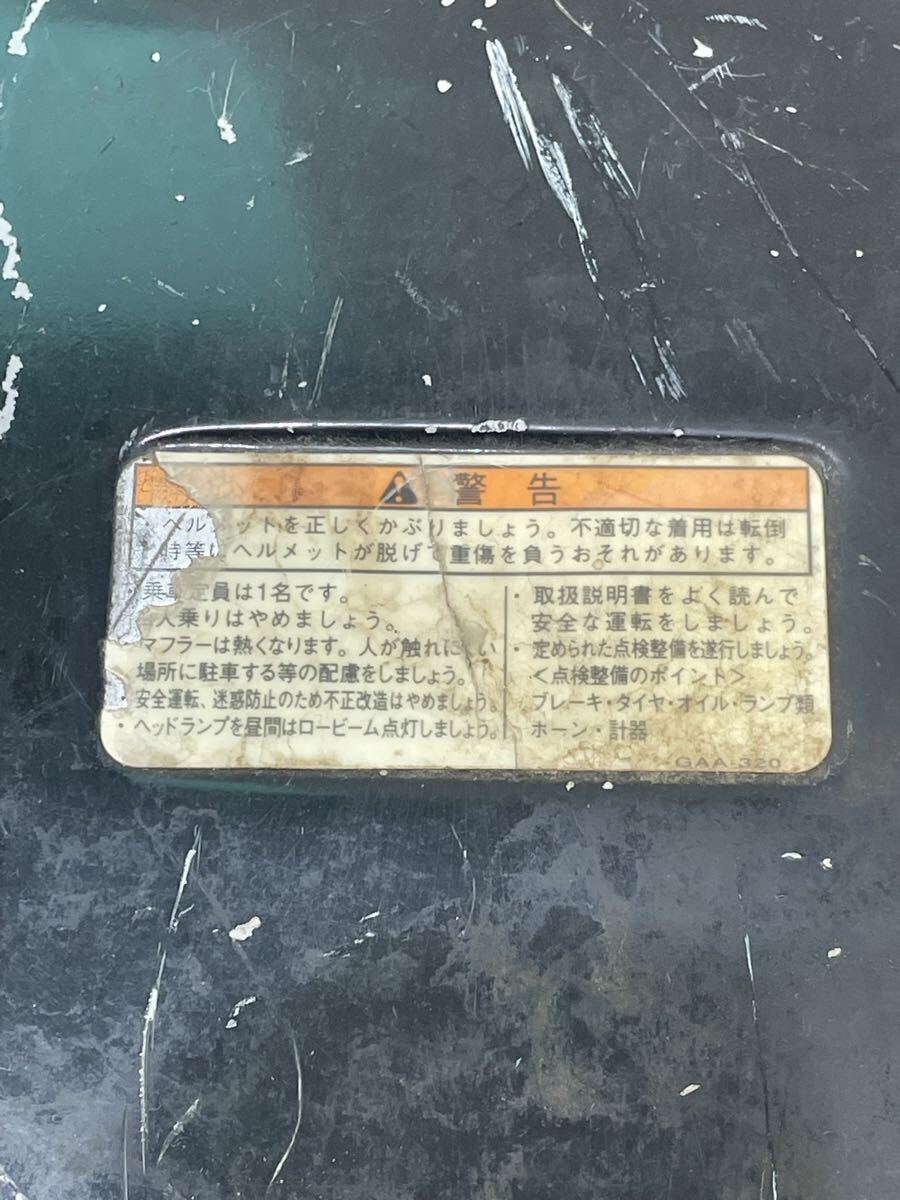 警告
・ヘルメットを正しくかぶりましょう。不適切な着用は転倒
時等にヘルメットが脱げて重傷を負うおそれがあります。
・乗車定員は1名です。
人乗りはやめましょう。
マフラーは熱くなります。人が触れにくい
場所に駐車する等の配慮をしましょう。
安全運転、迷惑防止のため不正改造はやめましょう。
・ヘッドランプを昼間はロービーム点灯しましょう。
・取扱説明書をよく読んで
安全な運転をしましょう。
・定められた点検整備を遂行しましょう。
<点検整備のポイント>
ブレーキ・タイヤ・オイル・ランプ類
ホーン・計器
GAA-320